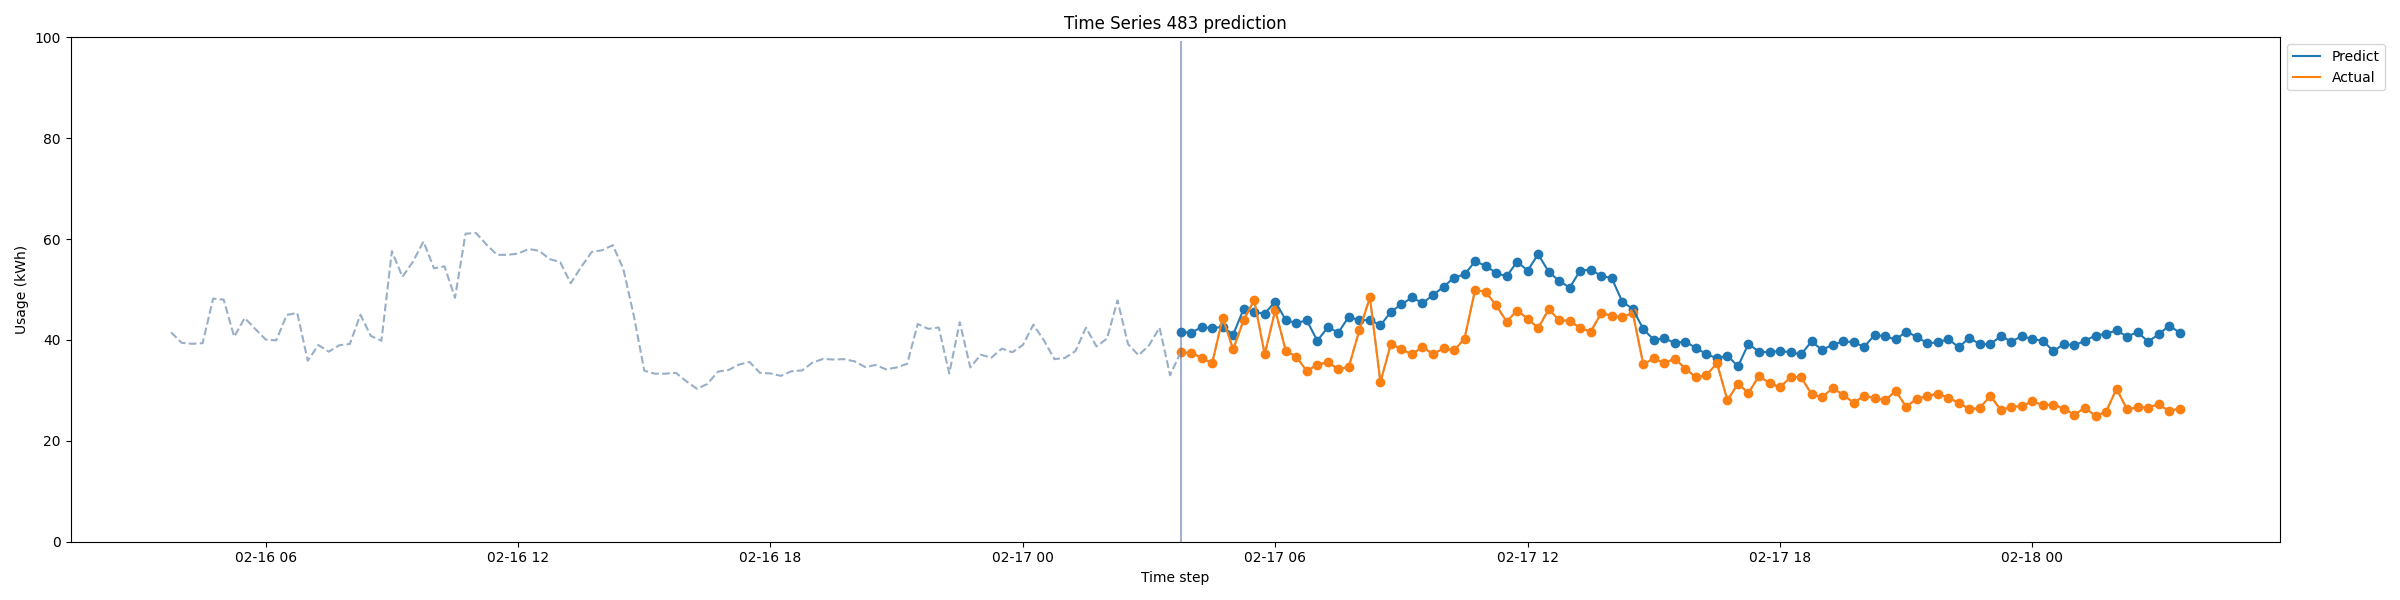 Time Series 483 prediction
Predict
Actual
100
80
60
40
20
0
Usage (kWh)
02-16 06
02-16 12
02-16 18
02-17 00
02-17 06
02-17 12
02-17 18
02-18 00
Time step